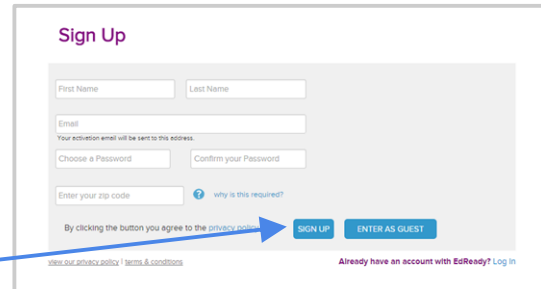 Sign Up
First Name Last Name
Email
Your activation email will be sent to this address.
Choose a Password Confirm your Password
Enter your zip code ? why is this required?
By clicking the button you agree to the privacy policy SIGN UP ENTER AS GUEST
view our privacy policy | terms & conditions Already have an account with EdReady? Log In